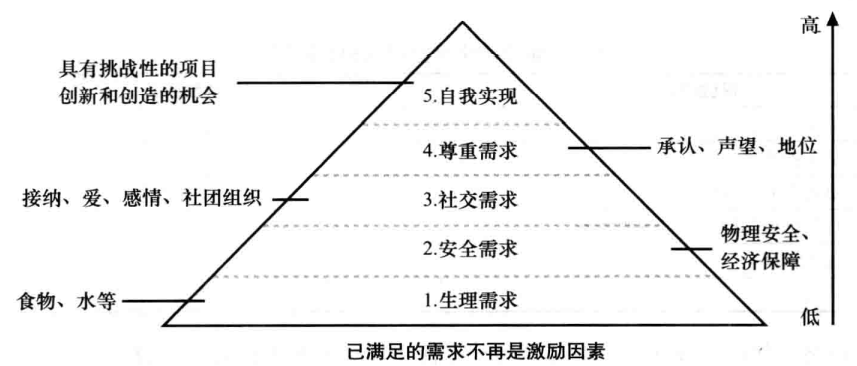 高
具有挑战性的项目
创新和创造的机会
5.自我实现
4.尊重需求
承认、声望、地位
接纳、爱、感情、社团组织
3.社交需求
物理安全、
经济保障
2.安全需求
食物、水等
1.生理需求
低
已满足的需求不再是激励因素